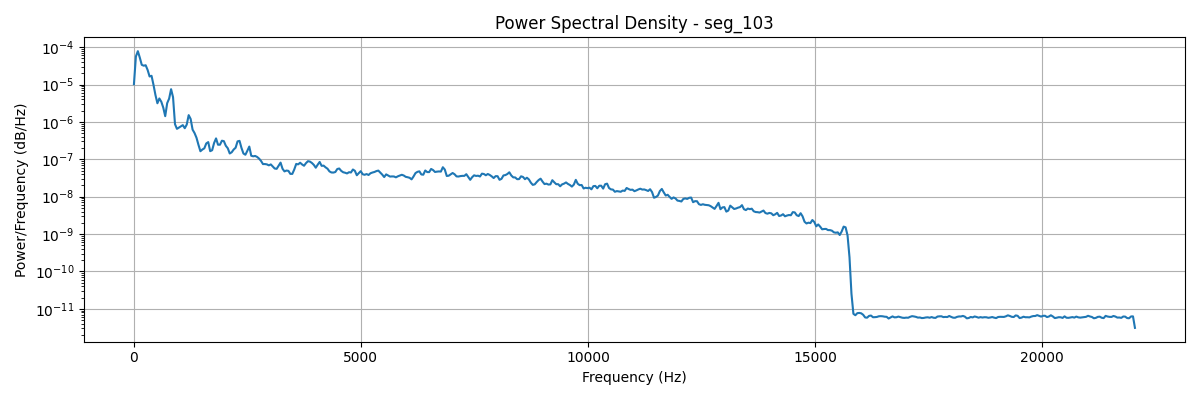 Power Spectral Density - seg_103
Power/Frequency (dB/Hz)
10⁻⁴
10⁻⁵
10⁻⁶
10⁻⁷
10⁻⁸
10⁻⁹
10⁻¹⁰
10⁻¹¹
0 5000 10000 15000 20000
Frequency (Hz)